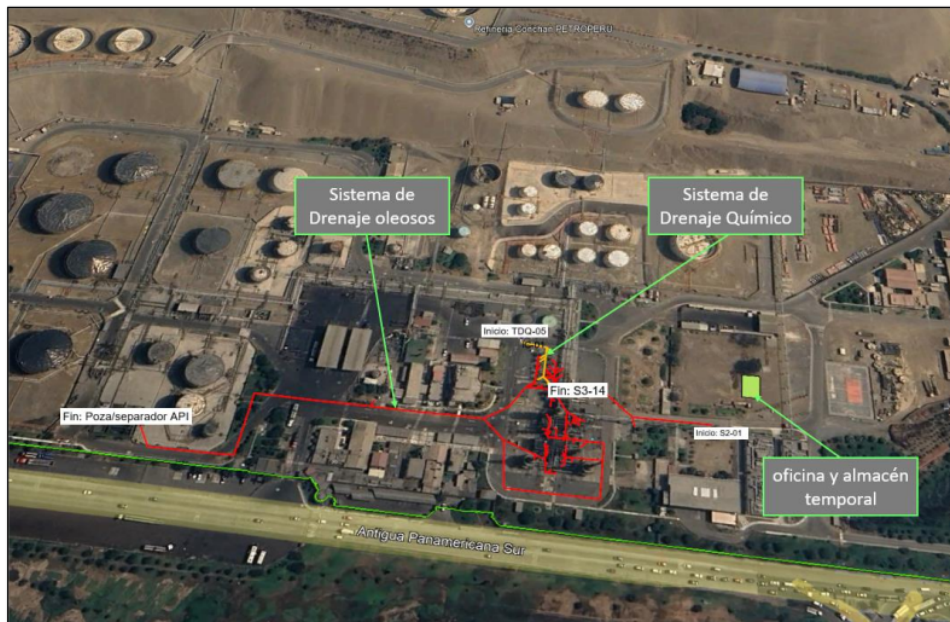 Refinería Conchán PETROPERÚ
Sistema de
Drenaje oleosos
Sistema de
Drenaje Químico
Inicio: TDQ-05
Fin: S3-14
Fin: Poza/separador API
Inicio: S2-01
oficina y almacén
temporal
Antigua Panamericana Sur